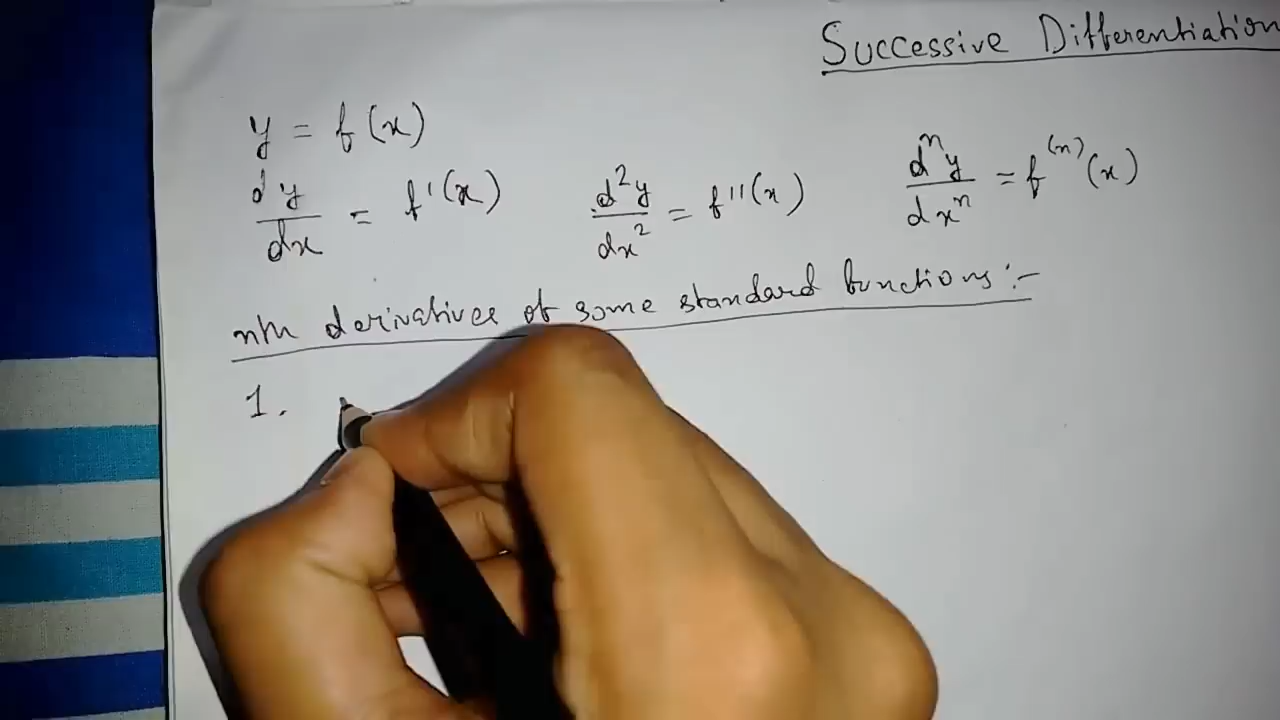 Successive Differentiation
y = f(x)
dy/dx = f'(x) d²y/dx² = f''(x) dⁿy/dxⁿ = f⁽ⁿ⁾(x)
nth derivatives of some standard functions :-
1.